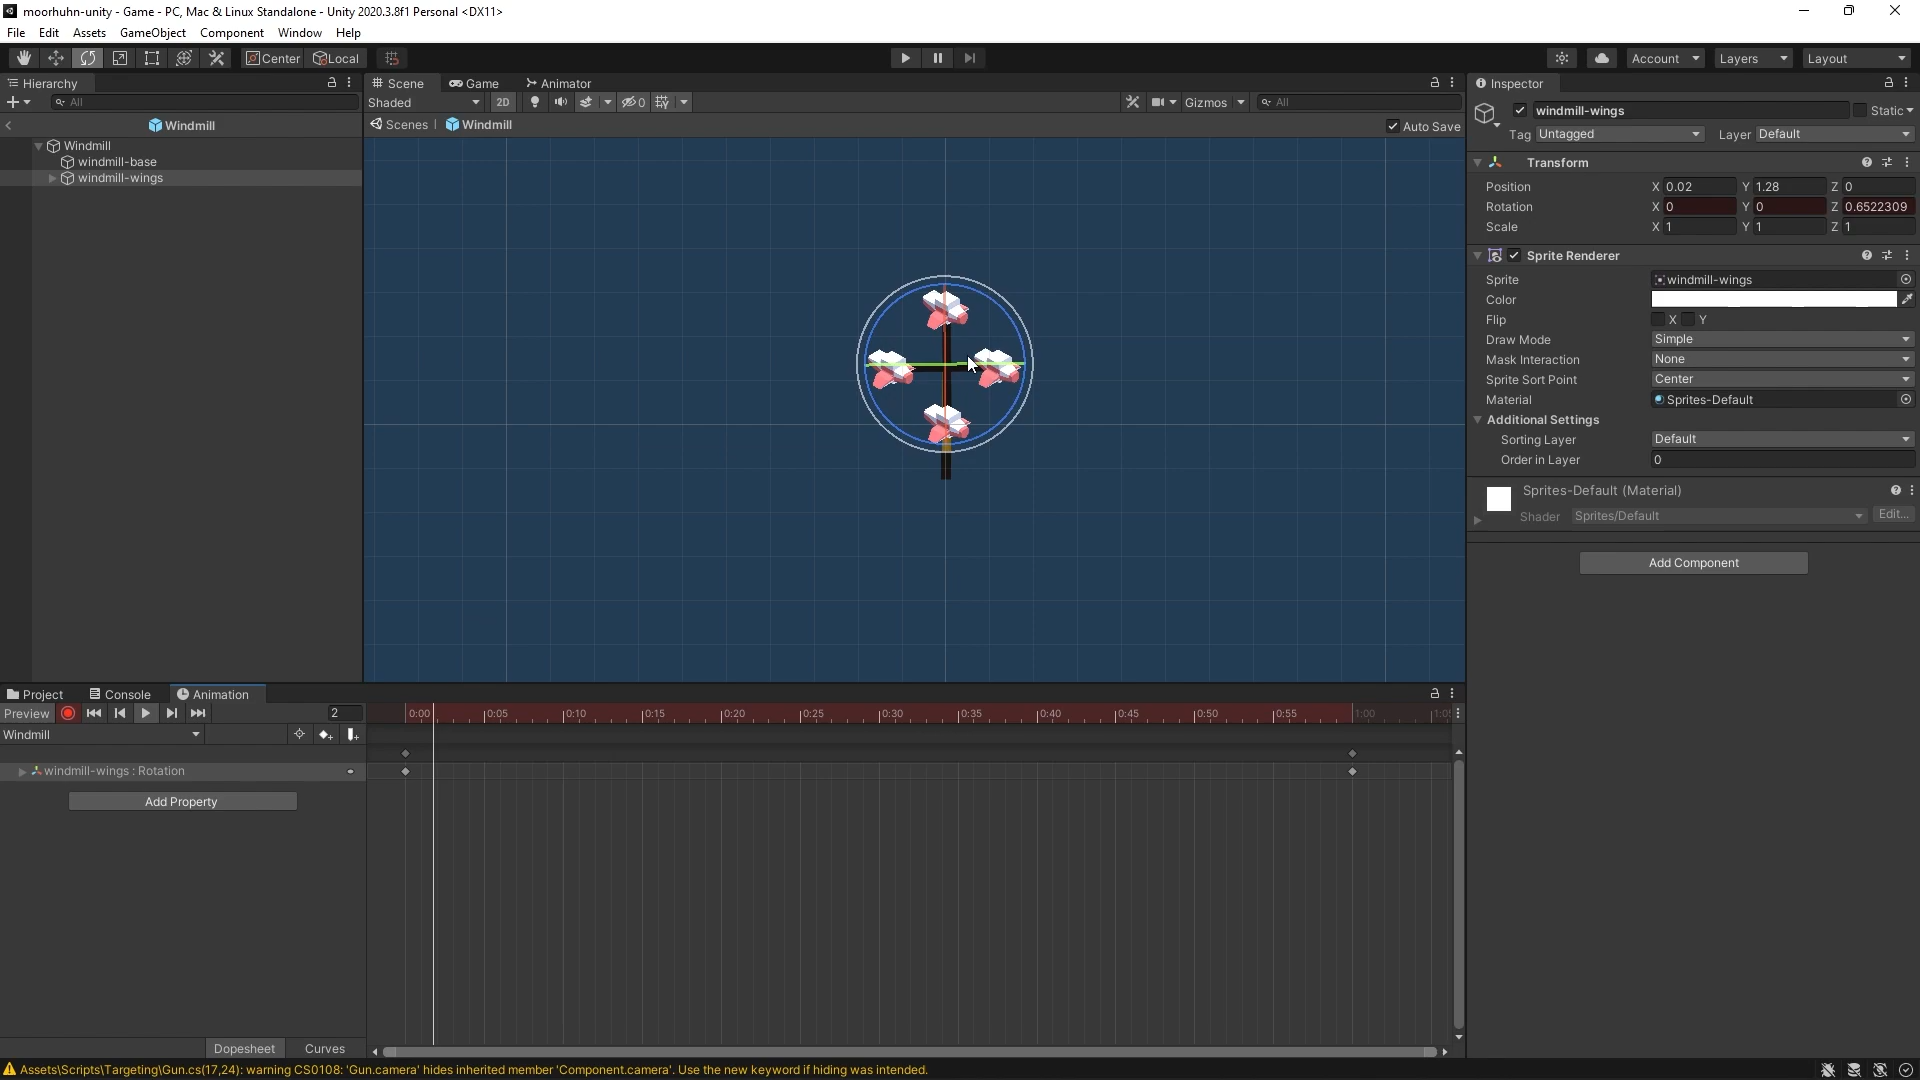 moorhuhn-unity - Game - PC, Mac & Linux Standalone - Unity 2020.3.8f1 Personal <DX11>
File Edit Assets GameObject Component Window Help
Center Local Account Layers Layout
Hierarchy Scene Game Animator Inspector
All Shaded 2D 0 Gizmos All windmill-wings Static
Windmill Scenes Windmill Auto Save
Tag Untagged Layer Default
Windmill
windmill-base
windmill-wings
Transform
Position X 0.02 Y 1.28 Z 0
Rotation X 0 Y 0 Z 0.6522309
Scale X 1 Y 1 Z 1
Sprite Renderer
Sprite windmill-wings
Color
Flip X Y
Draw Mode Simple
Mask Interaction None
Sprite Sort Point Center
Material Sprites-Default
Additional Settings
Sorting Layer Default
Order in Layer 0
Sprites-Default (Material)
Shader Sprites/Default Edit...
Add Component
Project Console Animation
Preview 2 0:00 0:05 0:10 0:15 0:20 0:25 0:30 0:35 0:40 0:45 0:50 0:55 1:00
Windmill
windmill-wings : Rotation
Add Property
Dopesheet Curves
Assets\Scripts\Targeting\Gun.cs(17,24): warning CS0108: 'Gun.camera' hides inherited member 'Component.camera'. Use the new keyword if hiding was intended.